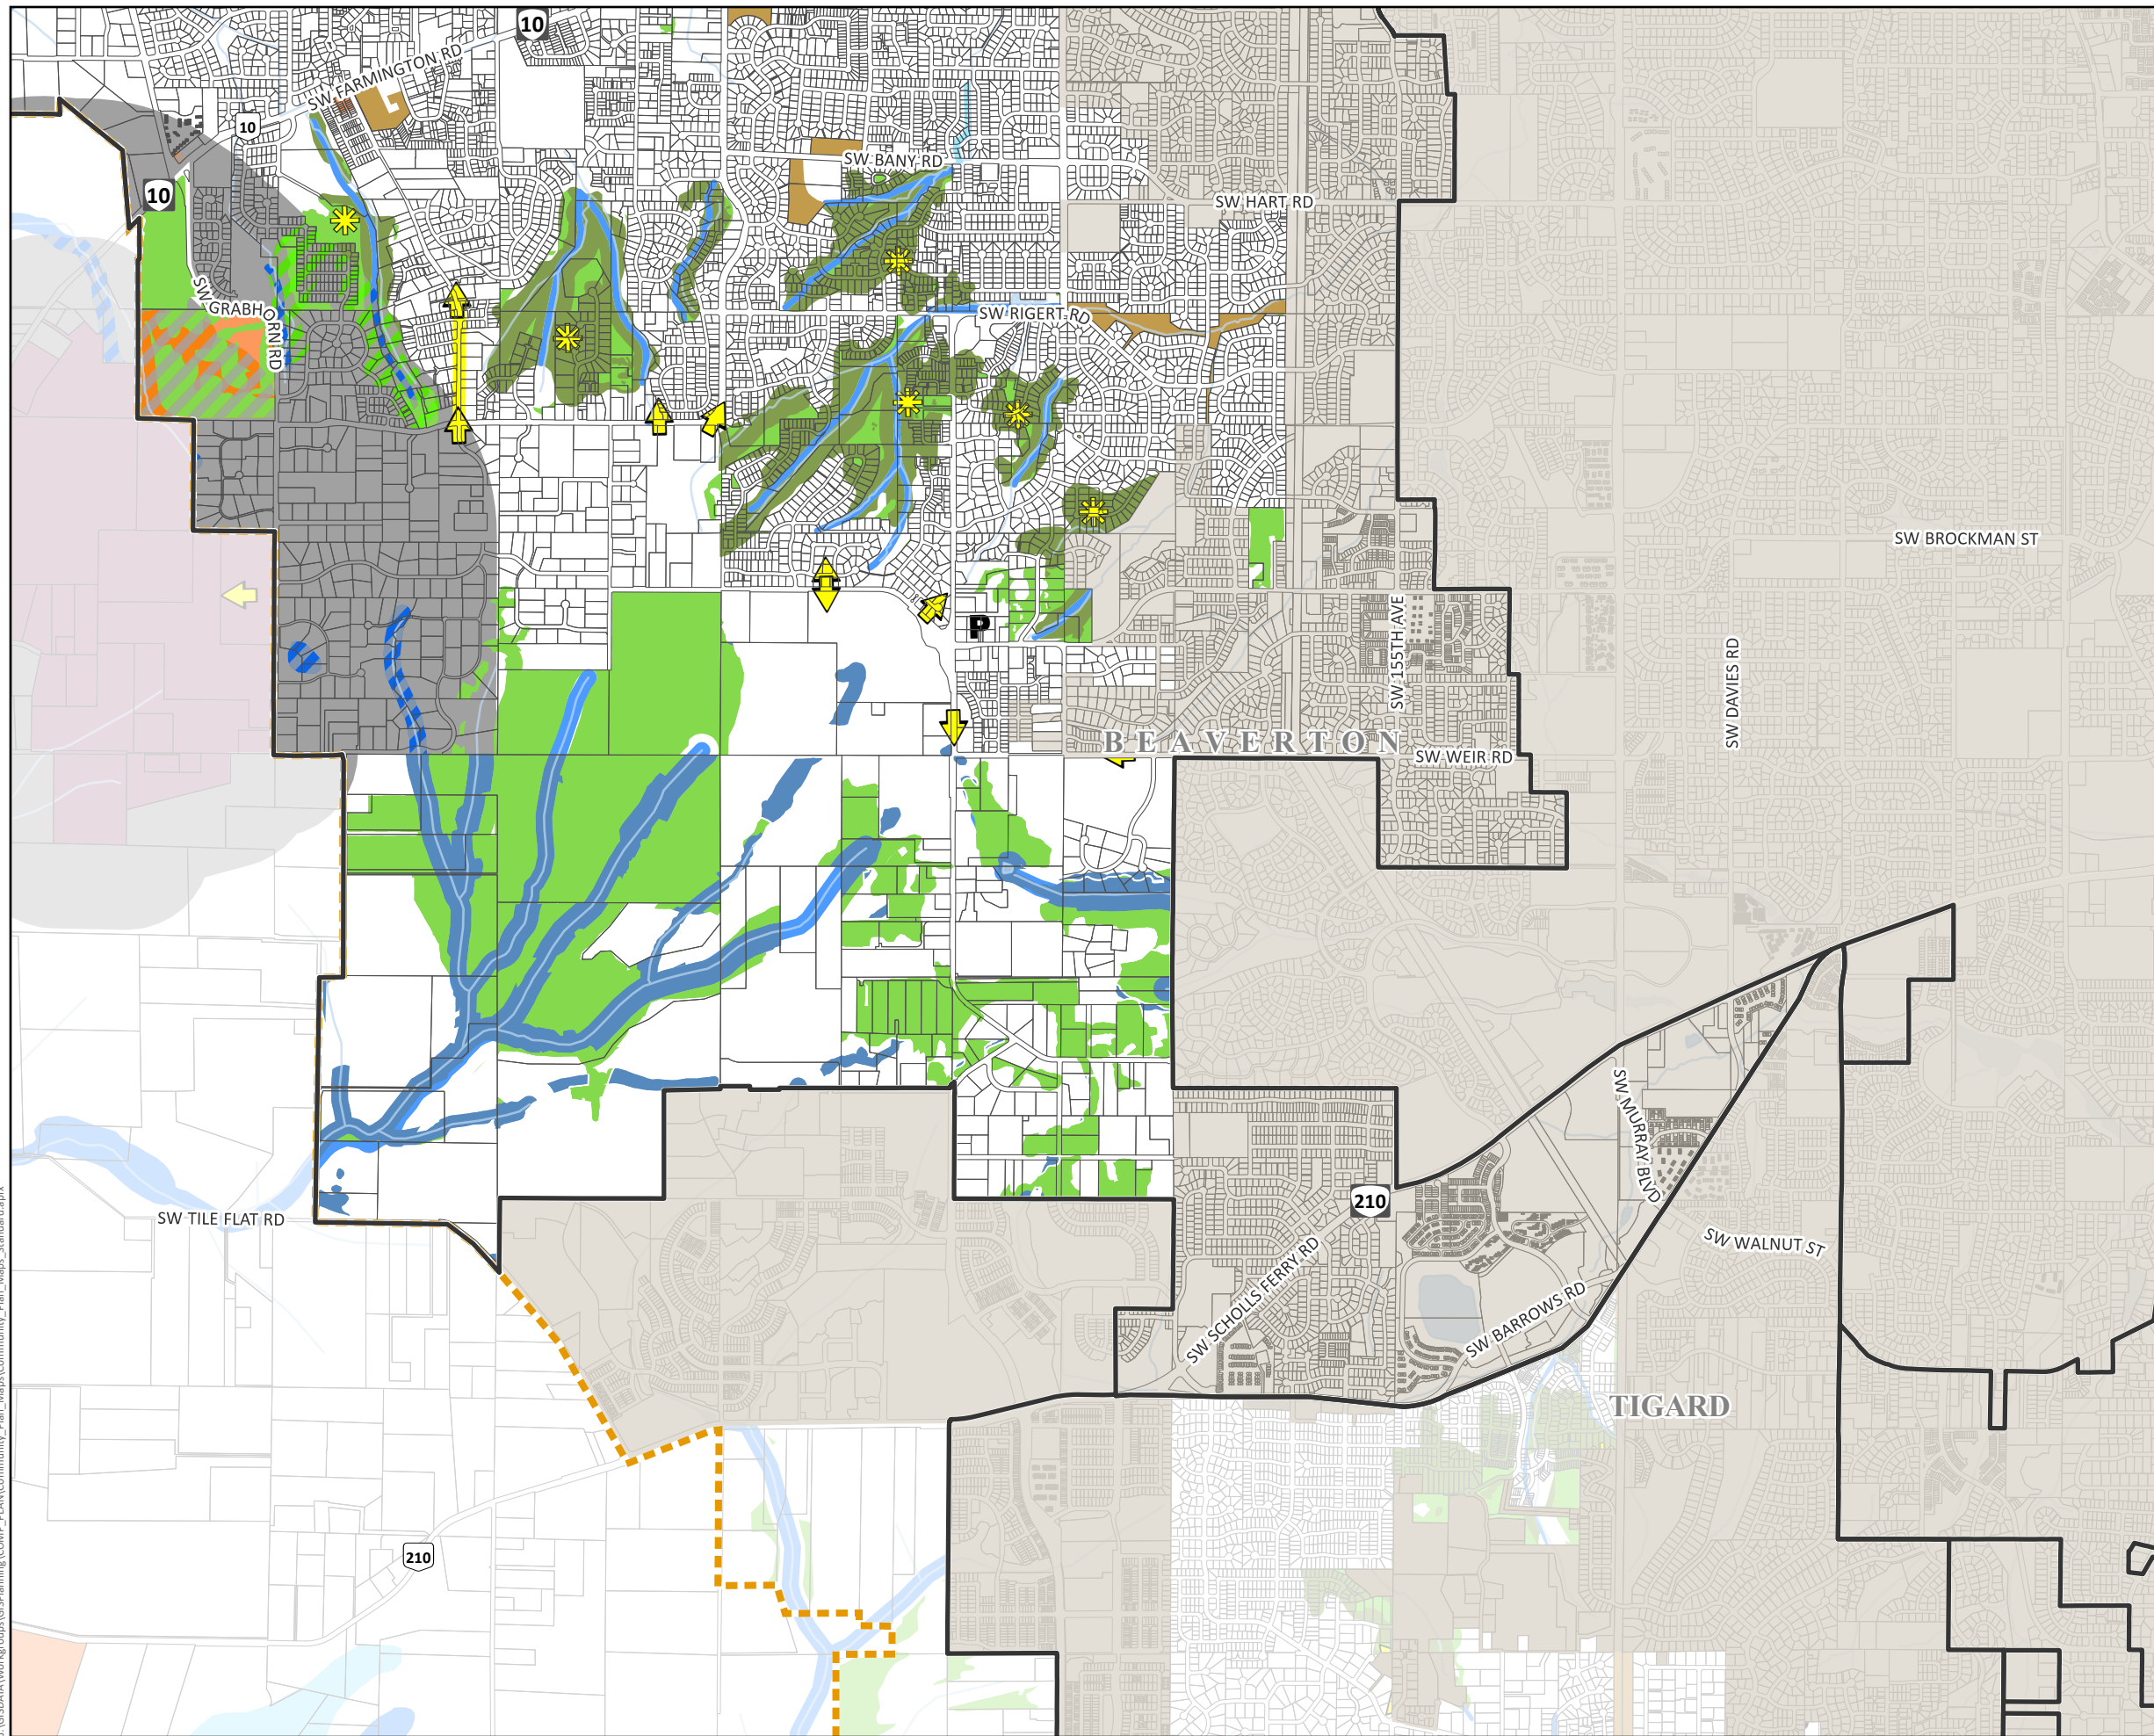 10
SW FARMINGTON RD
10
SW BANY RD
10
SW HART RD
SW GRABHORN RD
SW RIGERT RD
SW BROCKMAN ST
P
SW 155TH AVE
SW DAVIES RD
BEAVERTON
SW WEIR RD
SW MURRAY BLVD
210
SW TILE FLAT RD
SW WALNUT ST
SW SCHOLLS FERRY RD
SW BARROWS RD
TIGARD
210